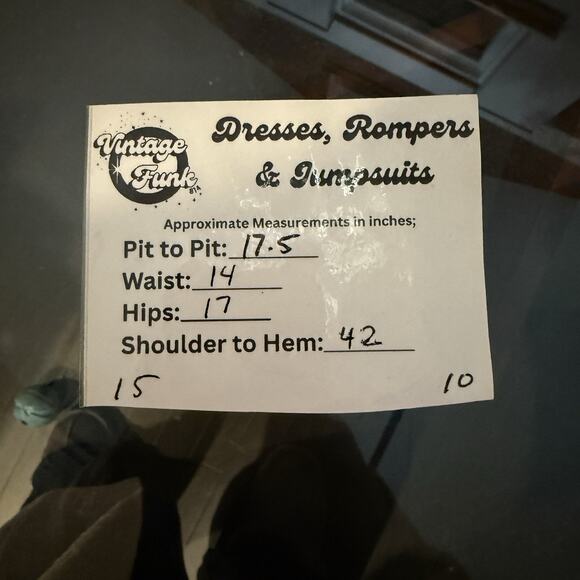 Vintage
Funk
814
Dresses, Rompers
& Jumpsuits
Approximate Measurements in inches;
Pit to Pit: 17.5
Waist: 14
Hips: 17
Shoulder to Hem: 42
15 10